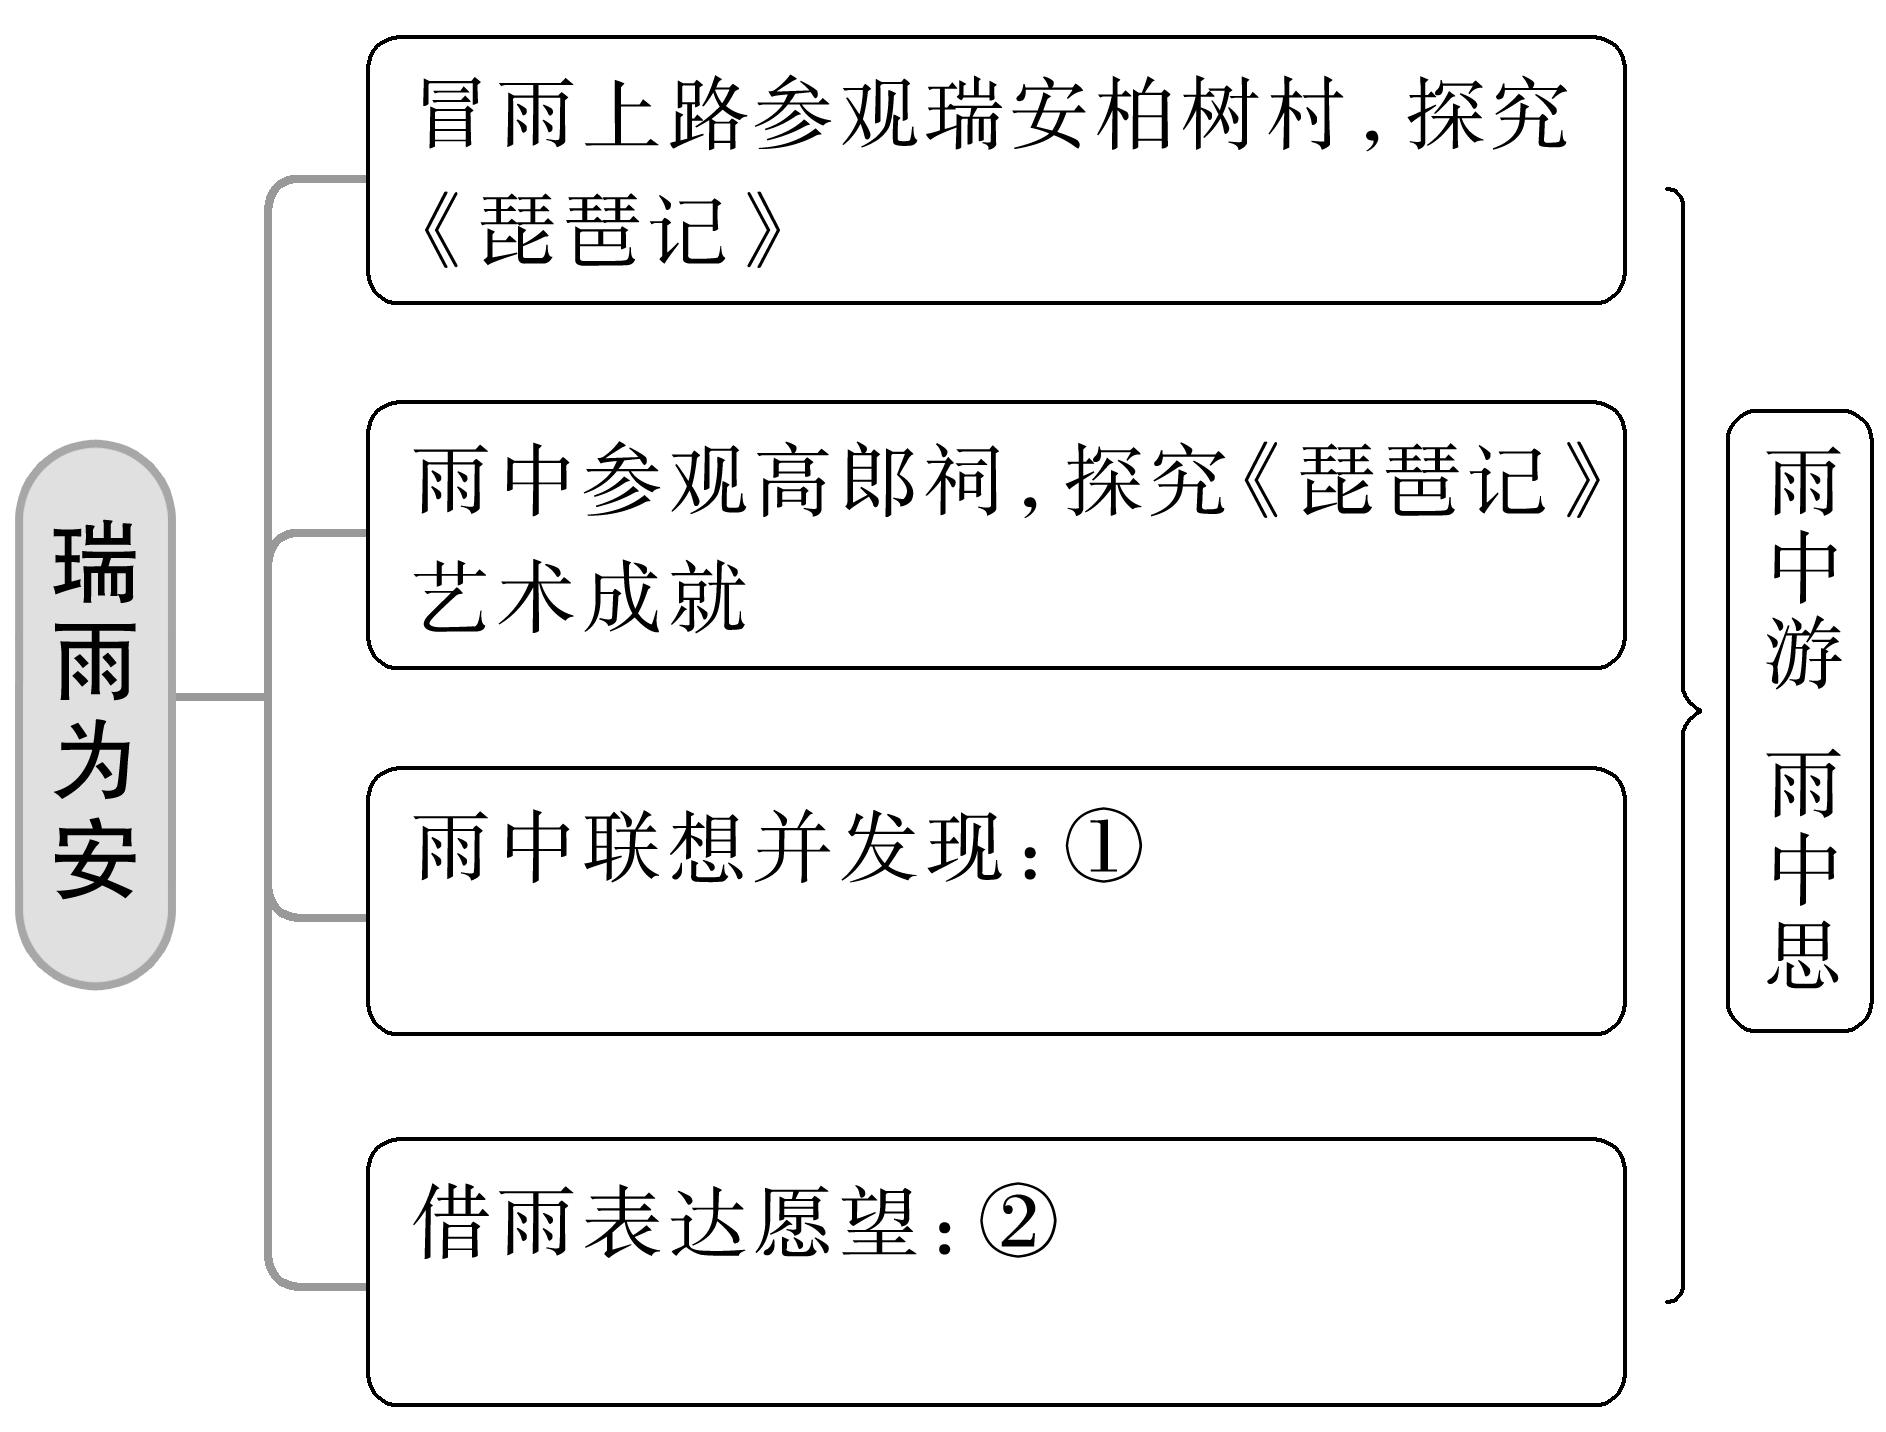 瑞雨为安
冒雨上路参观瑞安柏树村,探究
《琵琶记》
雨中参观高郎祠,探究《琵琶记》
艺术成就
雨中联想并发现:①
借雨表达愿望:②
雨中游 雨中思